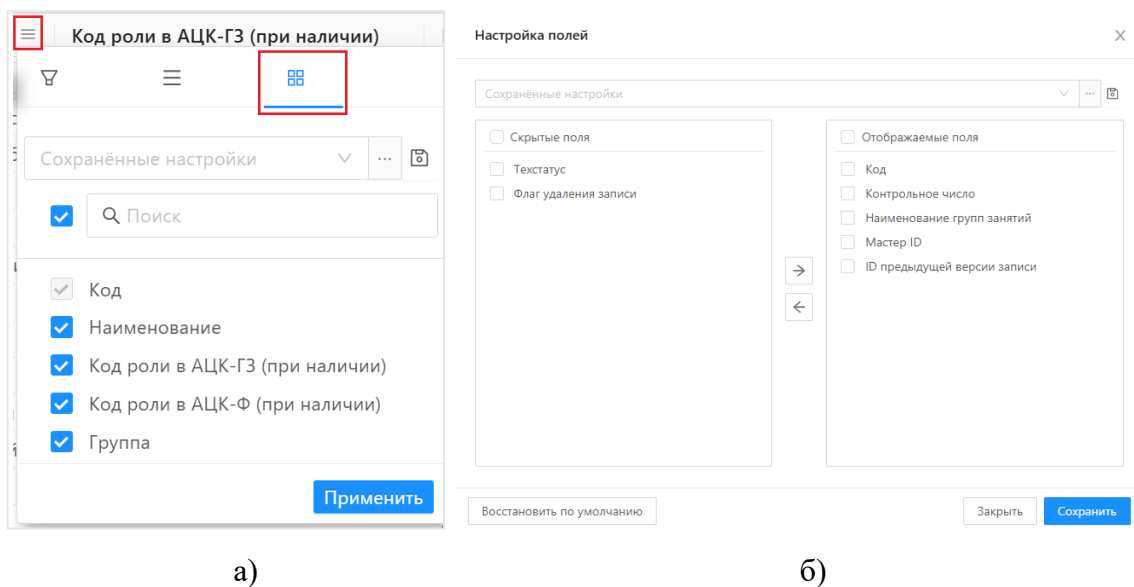 Код роли в АЦК-ГЗ (при наличии)
Сохранённые настройки
...
Поиск
Код
Наименование
Код роли в АЦК-ГЗ (при наличии)
Код роли в АЦК-Ф (при наличии)
Группа
Применить
а)
Настройка полей
Сохранённые настройки
...
Скрытые поля
Техстатус
Флаг удаления записи
Отображаемые поля
Код
Контрольное число
Наименование групп занятий
Мастер ID
ID предыдущей версии записи
Восстановить по умолчанию
Закрыть
Сохранить
б)